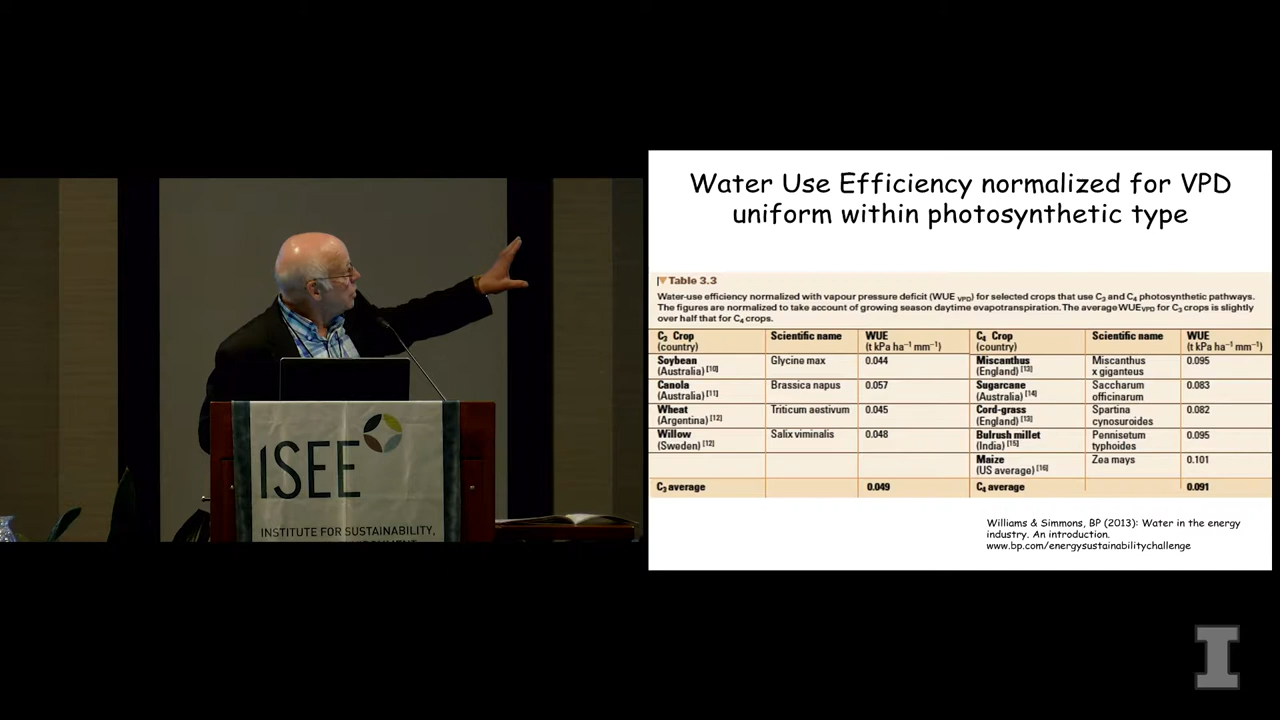 ISEE
INSTITUTE FOR SUSTAINABILITY,
Water Use Efficiency normalized for VPD
uniform within photosynthetic type
Table 3.3
Water-use efficiency normalized with vapour pressure deficit (WUE VPD) for selected crops that use C3 and C4 photosynthetic pathways.
The figures are normalized to take account of growing season daytime evapotranspiration. The average WUEVPD for C3 crops is slightly
over half that for C4 crops.
C3 Crop (country) Scientific name WUE (t kPa ha−1 mm−1) C4 Crop (country) Scientific name WUE (t kPa ha−1 mm−1)
Soybean (Australia) [10] Glycine max 0.044 Miscanthus (England) [13] Miscanthus x giganteus 0.095
Canola (Australia) [11] Brassica napus 0.057 Sugarcane (Australia) [14] Saccharum officinarum 0.083
Wheat (Argentina) [12] Triticum aestivum 0.045 Cord-grass (England) [13] Spartina cynosuroides 0.082
Willow (Sweden) [12] Salix viminalis 0.048 Bulrush millet (India) [15] Pennisetum typhoides 0.095
Maize (US average) [16] Zea mays 0.101
C3 average 0.049 C4 average 0.091
Williams & Simmons, BP (2013): Water in the energy
industry. An introduction.
www.bp.com/energysustainabilitychallenge
I